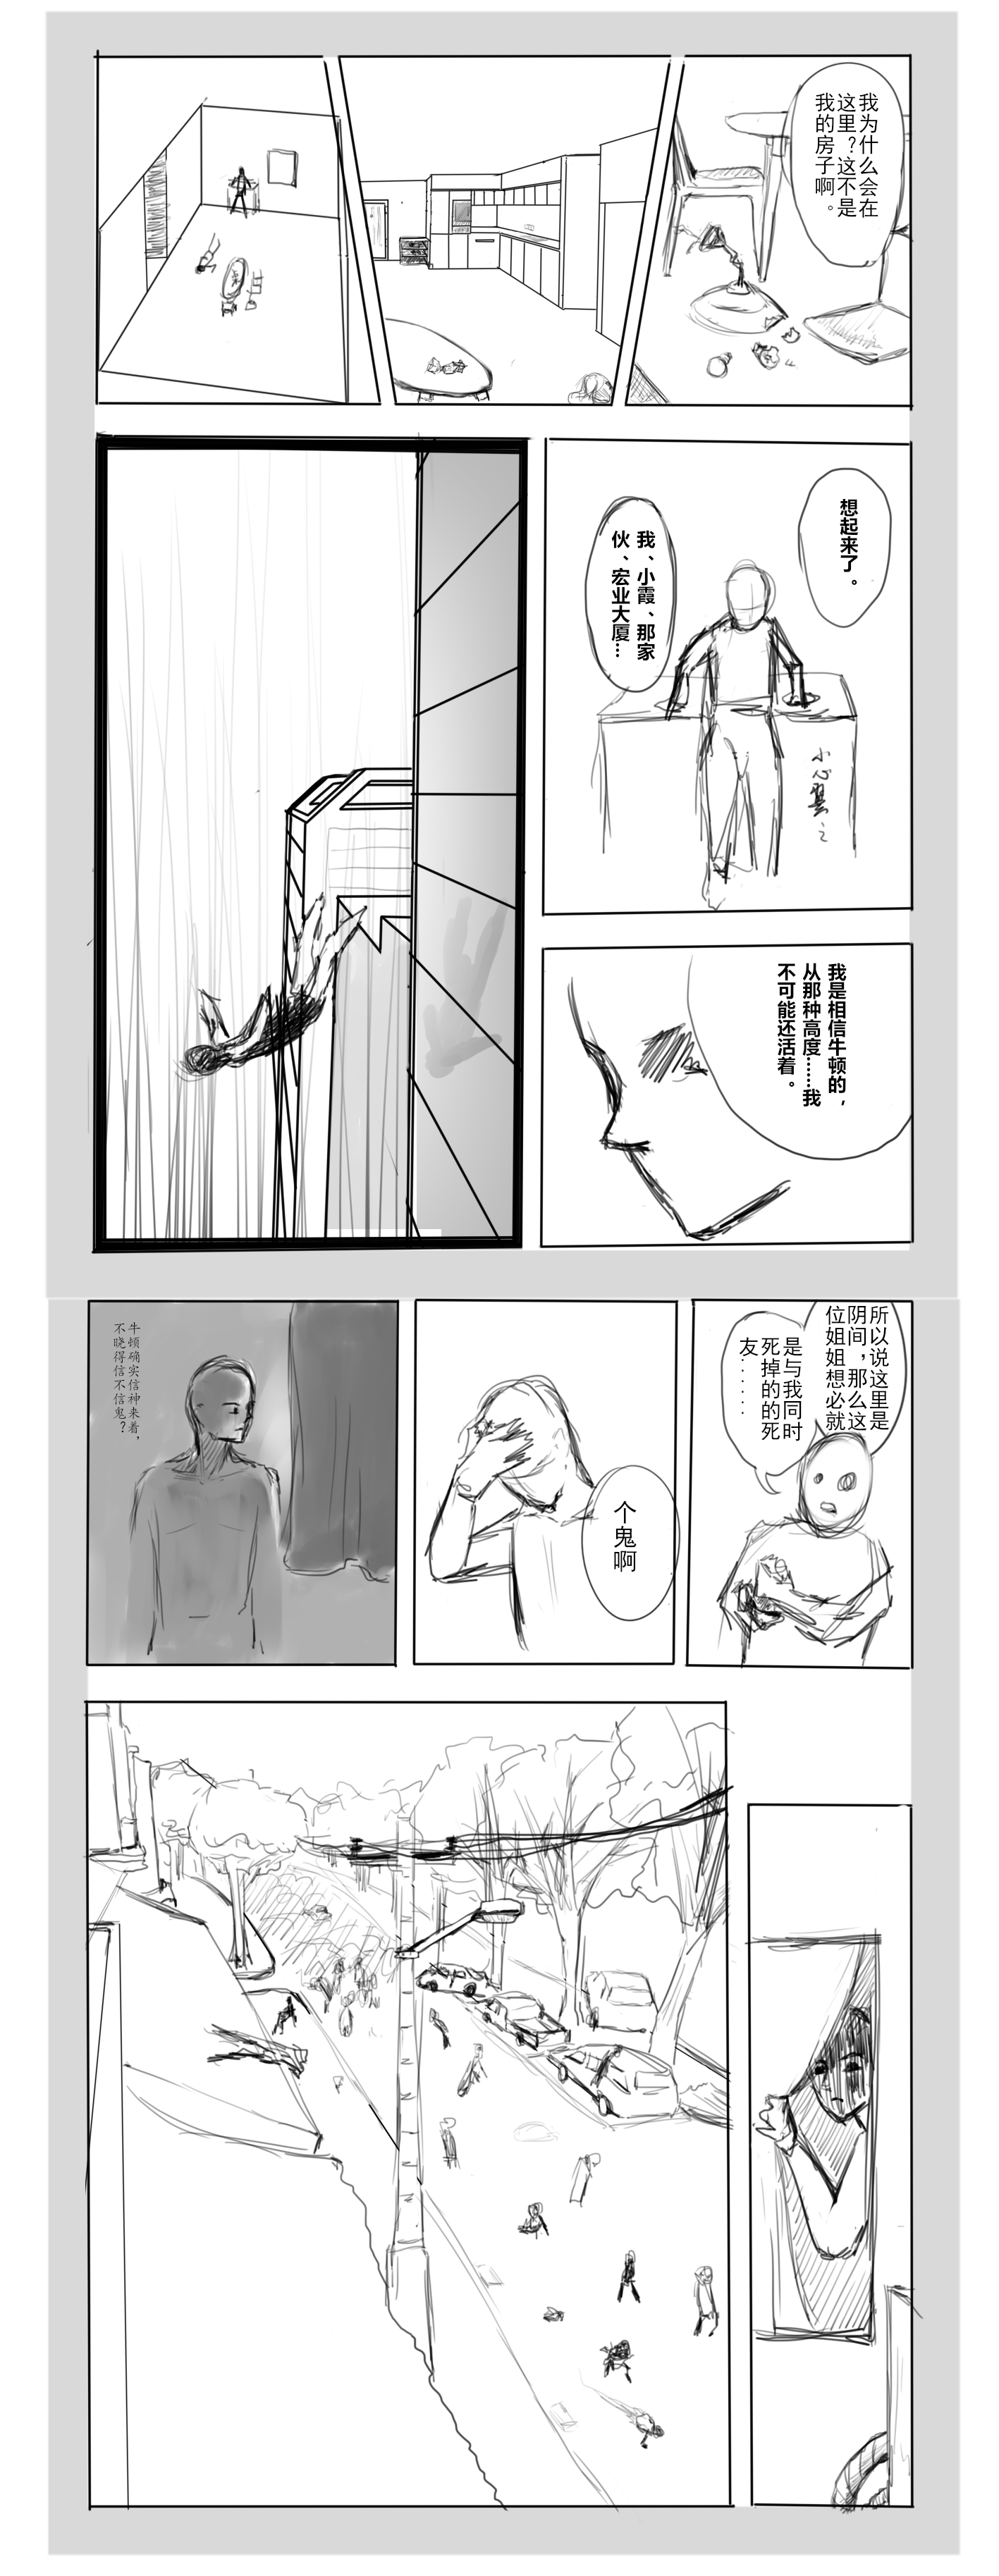 我为什么会在
这里？这不是
我的房子啊。
想起来了。
我、小霞、那家
伙、宏业大厦…
我是相信牛顿的，
从那种高度……我
不可能还活着。
所以说这里是
阴间，那么这
位姐姐想必就
是与我同时
死掉的的死
友……
个鬼啊
牛顿确实信神来着，
不晓得信不信鬼？